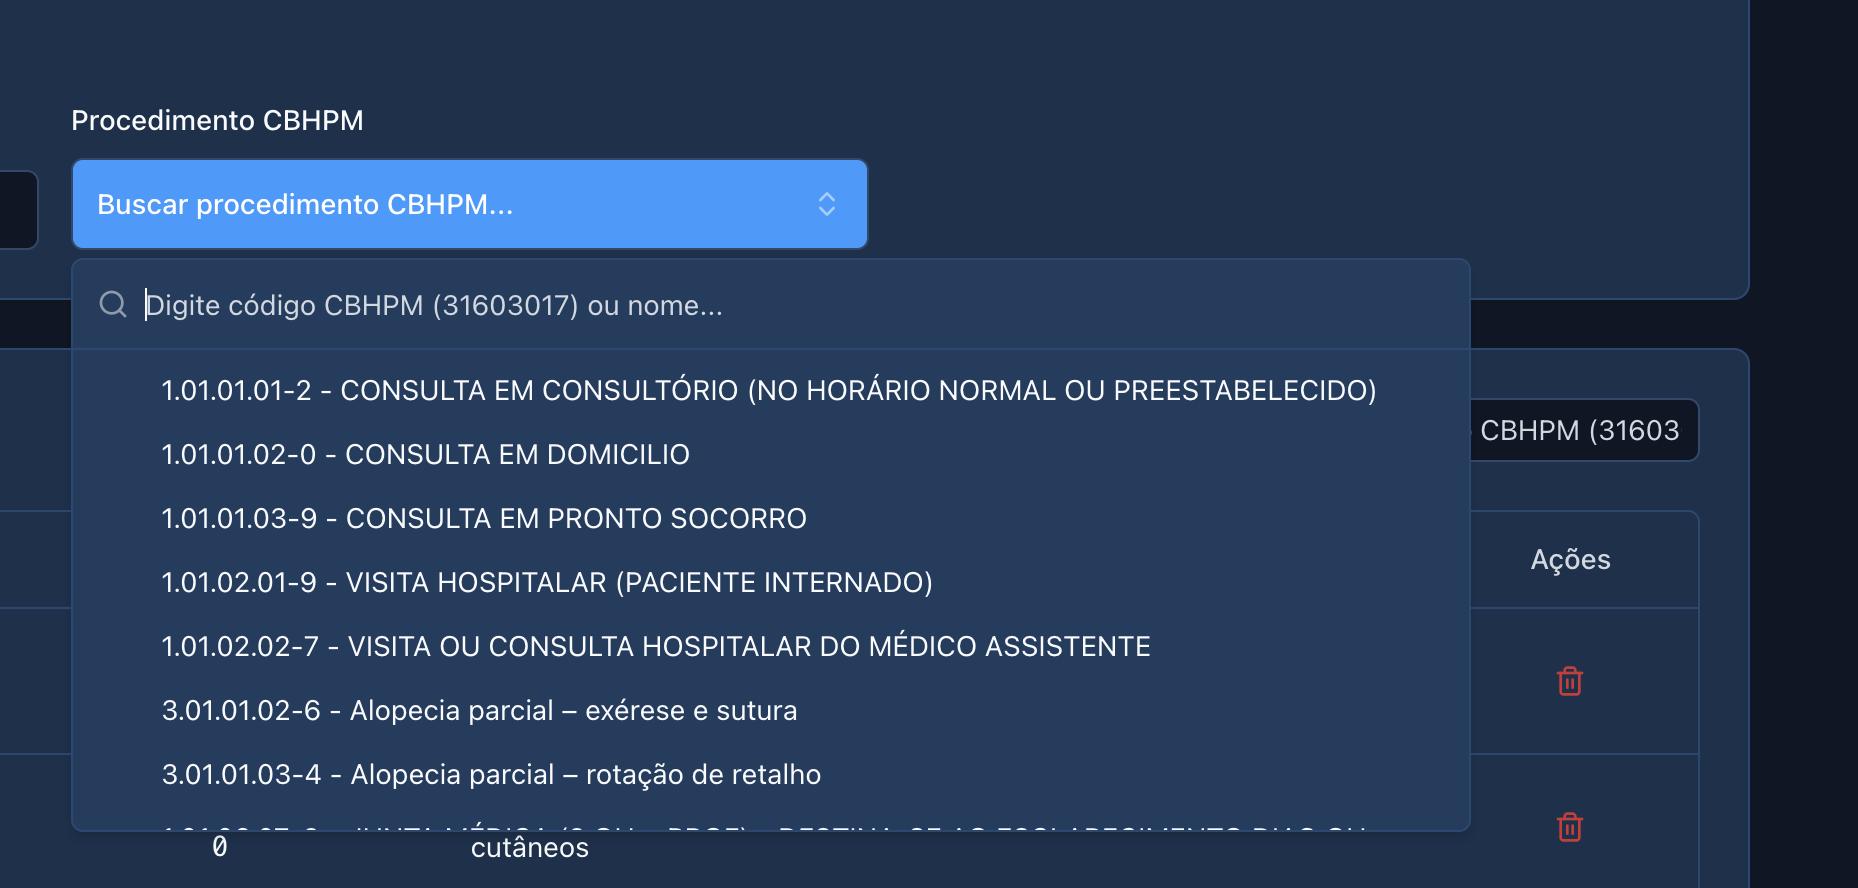 Procedimento CBHPM
Buscar procedimento CBHPM...
Digite código CBHPM (31603017) ou nome...
1.01.01.01-2 - CONSULTA EM CONSULTÓRIO (NO HORÁRIO NORMAL OU PREESTABELECIDO)
CBHPM (31603
1.01.01.02-0 - CONSULTA EM DOMICILIO
1.01.01.03-9 - CONSULTA EM PRONTO SOCORRO
Ações
1.01.02.01-9 - VISITA HOSPITALAR (PACIENTE INTERNADO)
1.01.02.02-7 - VISITA OU CONSULTA HOSPITALAR DO MÉDICO ASSISTENTE
3.01.01.02-6 - Alopecia parcial – exérese e sutura
3.01.01.03-4 - Alopecia parcial – rotação de retalho
0 cutâneos